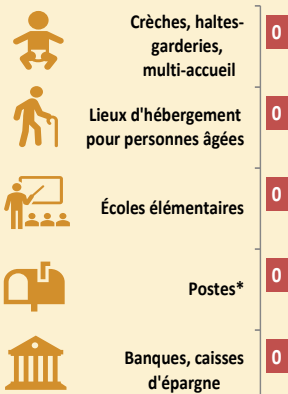 Crèches, haltes-
garderies,
multi-accueil
0
Lieux d'hébergement
pour personnes âgées
0
Écoles élémentaires
0
Postes*
0
Banques, caisses
d'épargne
0